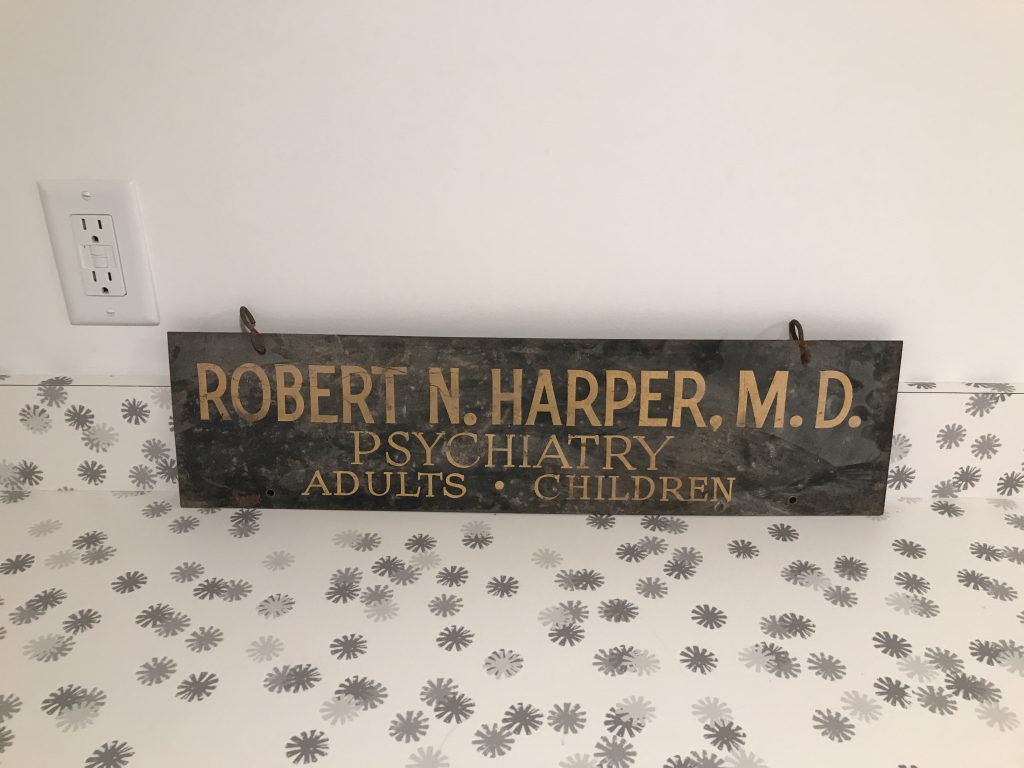 ROBERT N. HARPER, M.D.
PSYCHIATRY
ADULTS • CHILDREN